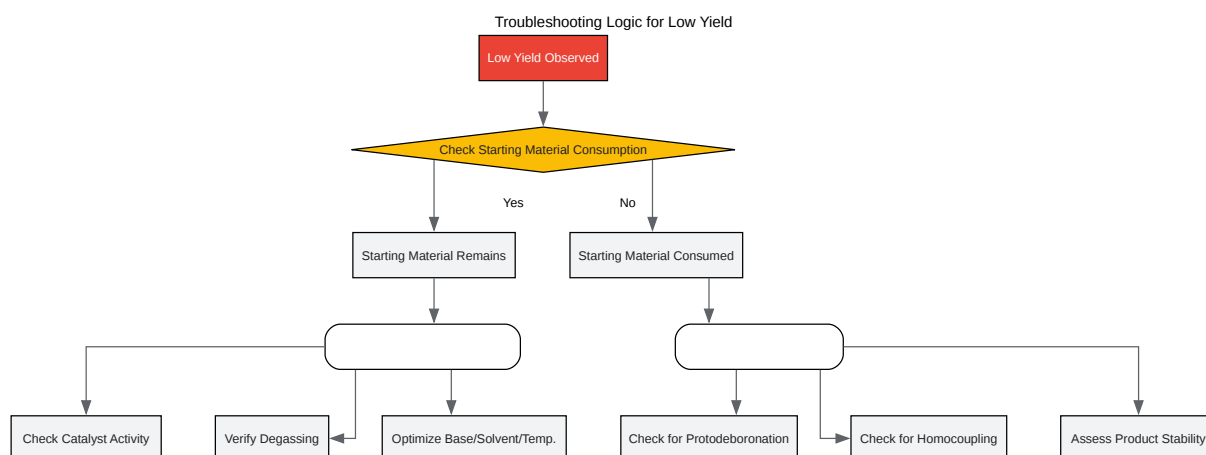 Troubleshooting Logic for Low Yield
Low Yield Observed
Check Starting Material Consumption
Yes
No
Starting Material Remains
Starting Material Consumed
Check Catalyst Activity
Verify Degassing
Optimize Base/Solvent/Temp.
Check for Protodeboronation
Check for Homocoupling
Assess Product Stability